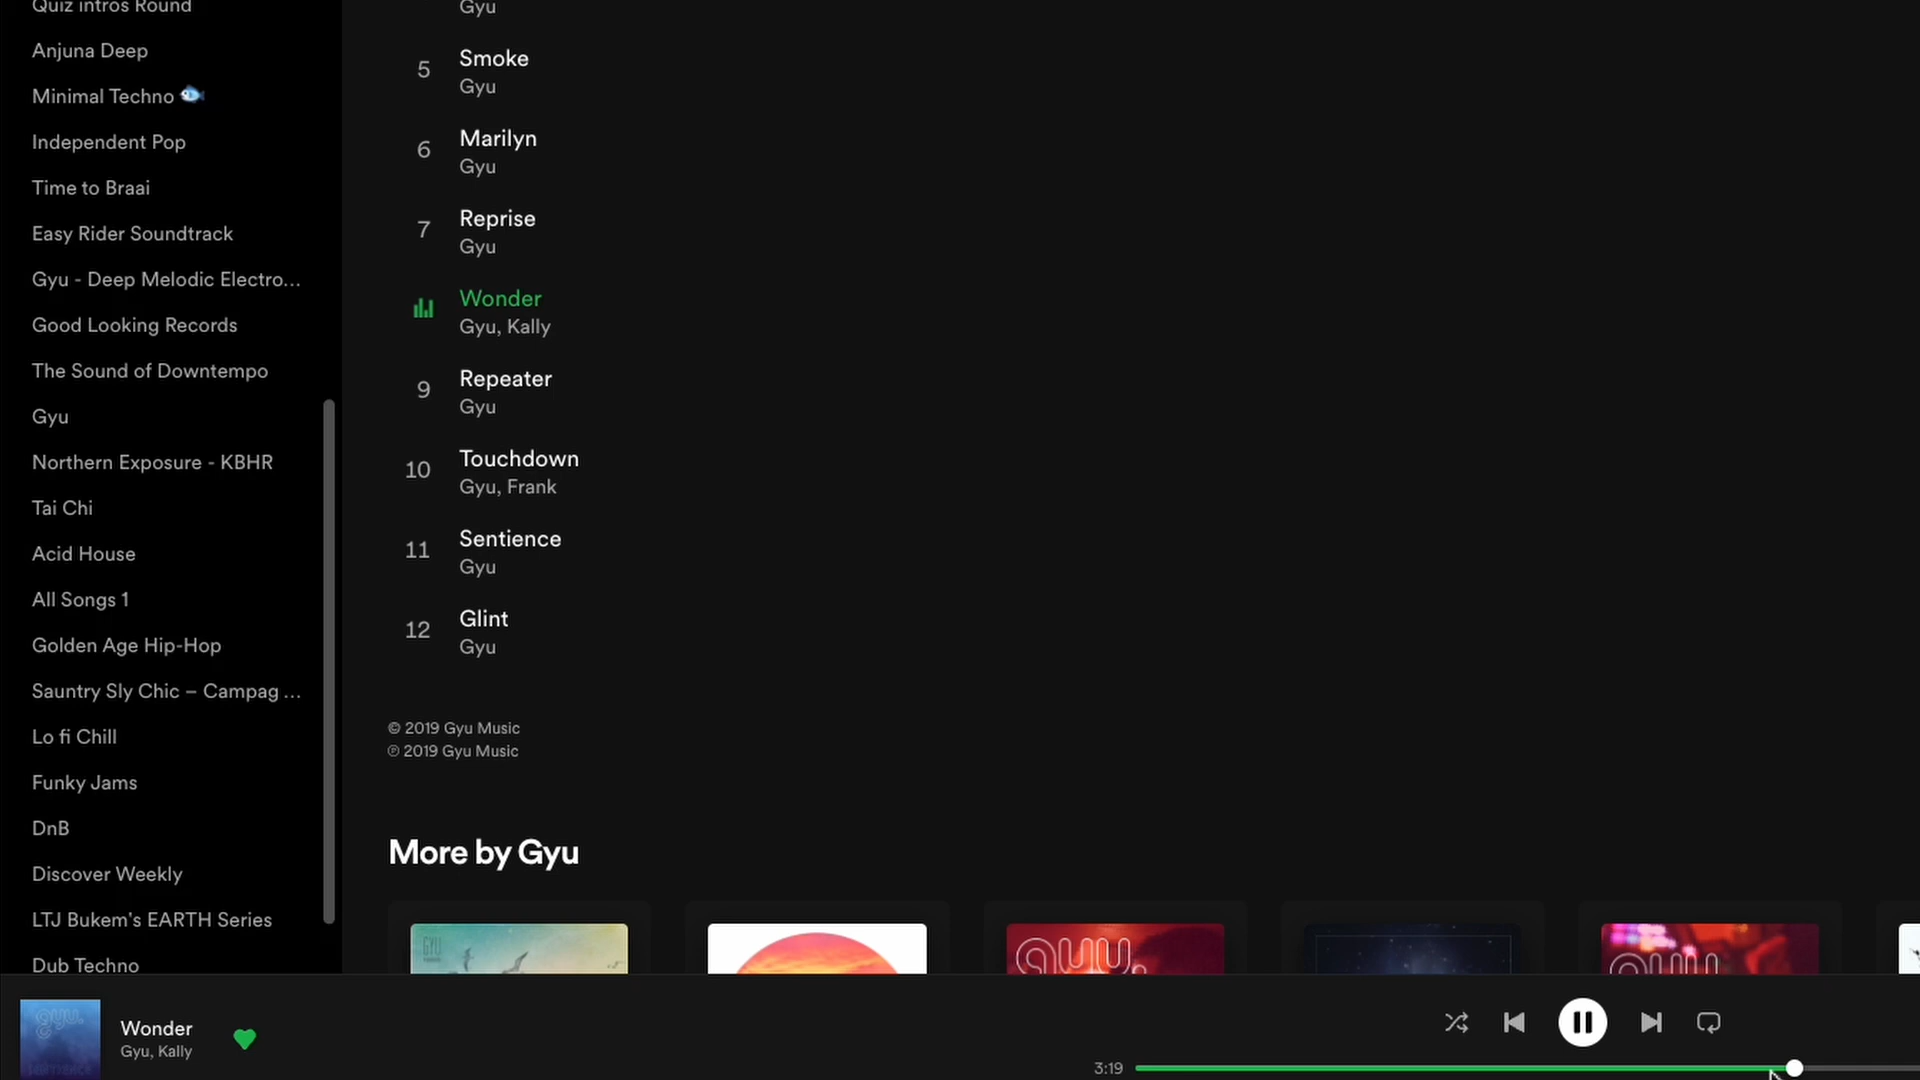 Quiz intros Round
Anjuna Deep
Minimal Techno 🐟
Independent Pop
Time to Braai
Easy Rider Soundtrack
Gyu - Deep Melodic Electro...
Good Looking Records
The Sound of Downtempo
Gyu
Northern Exposure - KBHR
Tai Chi
Acid House
All Songs 1
Golden Age Hip-Hop
Sauntry Sly Chic – Campag ...
Lo fi Chill
Funky Jams
DnB
Discover Weekly
LTJ Bukem's EARTH Series
Dub Techno
Gyu
5 Smoke
Gyu
6 Marilyn
Gyu
7 Reprise
Gyu
Wonder
Gyu, Kally
9 Repeater
Gyu
10 Touchdown
Gyu, Frank
11 Sentience
Gyu
12 Glint
Gyu
© 2019 Gyu Music
℗ 2019 Gyu Music
More by Gyu
GYU
gyu.
gyu
gyu.
SENTIENCE
Wonder
Gyu, Kally
3:19